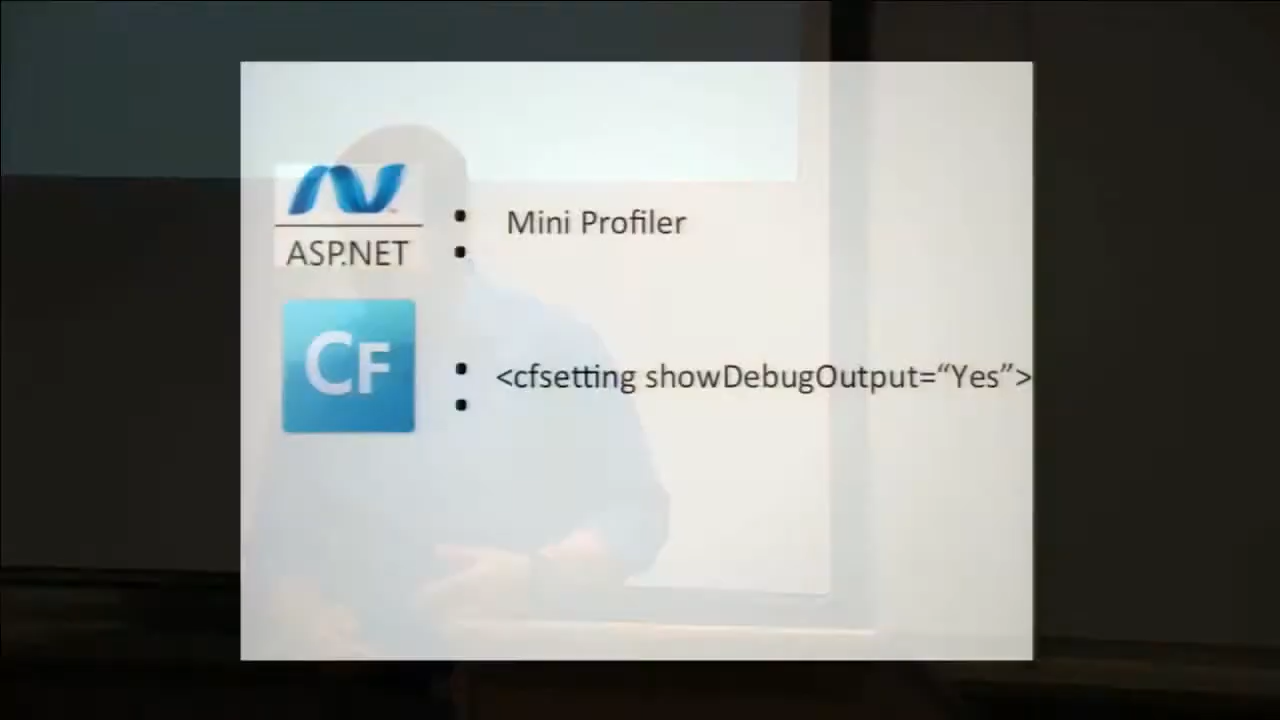 ASP.NET
: Mini Profiler
CF
: <cfsetting showDebugOutput=“Yes”>